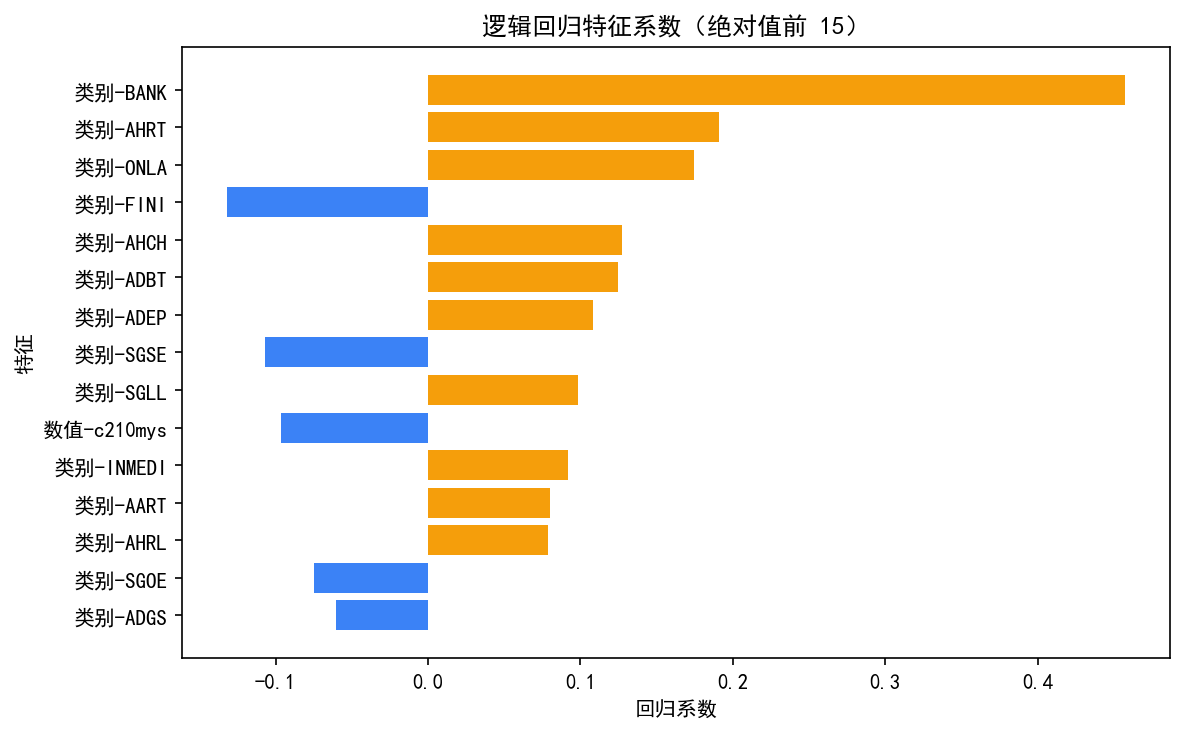 逻辑回归特征系数（绝对值前 15）
类别-BANK
类别-AHRT
类别-ONLA
类别-FINI
类别-AHCH
类别-ADBT
类别-ADEP
类别-SGSE
类别-SGLL
数值-c210mys
类别-INMEDI
类别-AART
类别-AHRL
类别-SGOE
类别-ADGS
特征
-0.1 0.0 0.1 0.2 0.3 0.4
回归系数